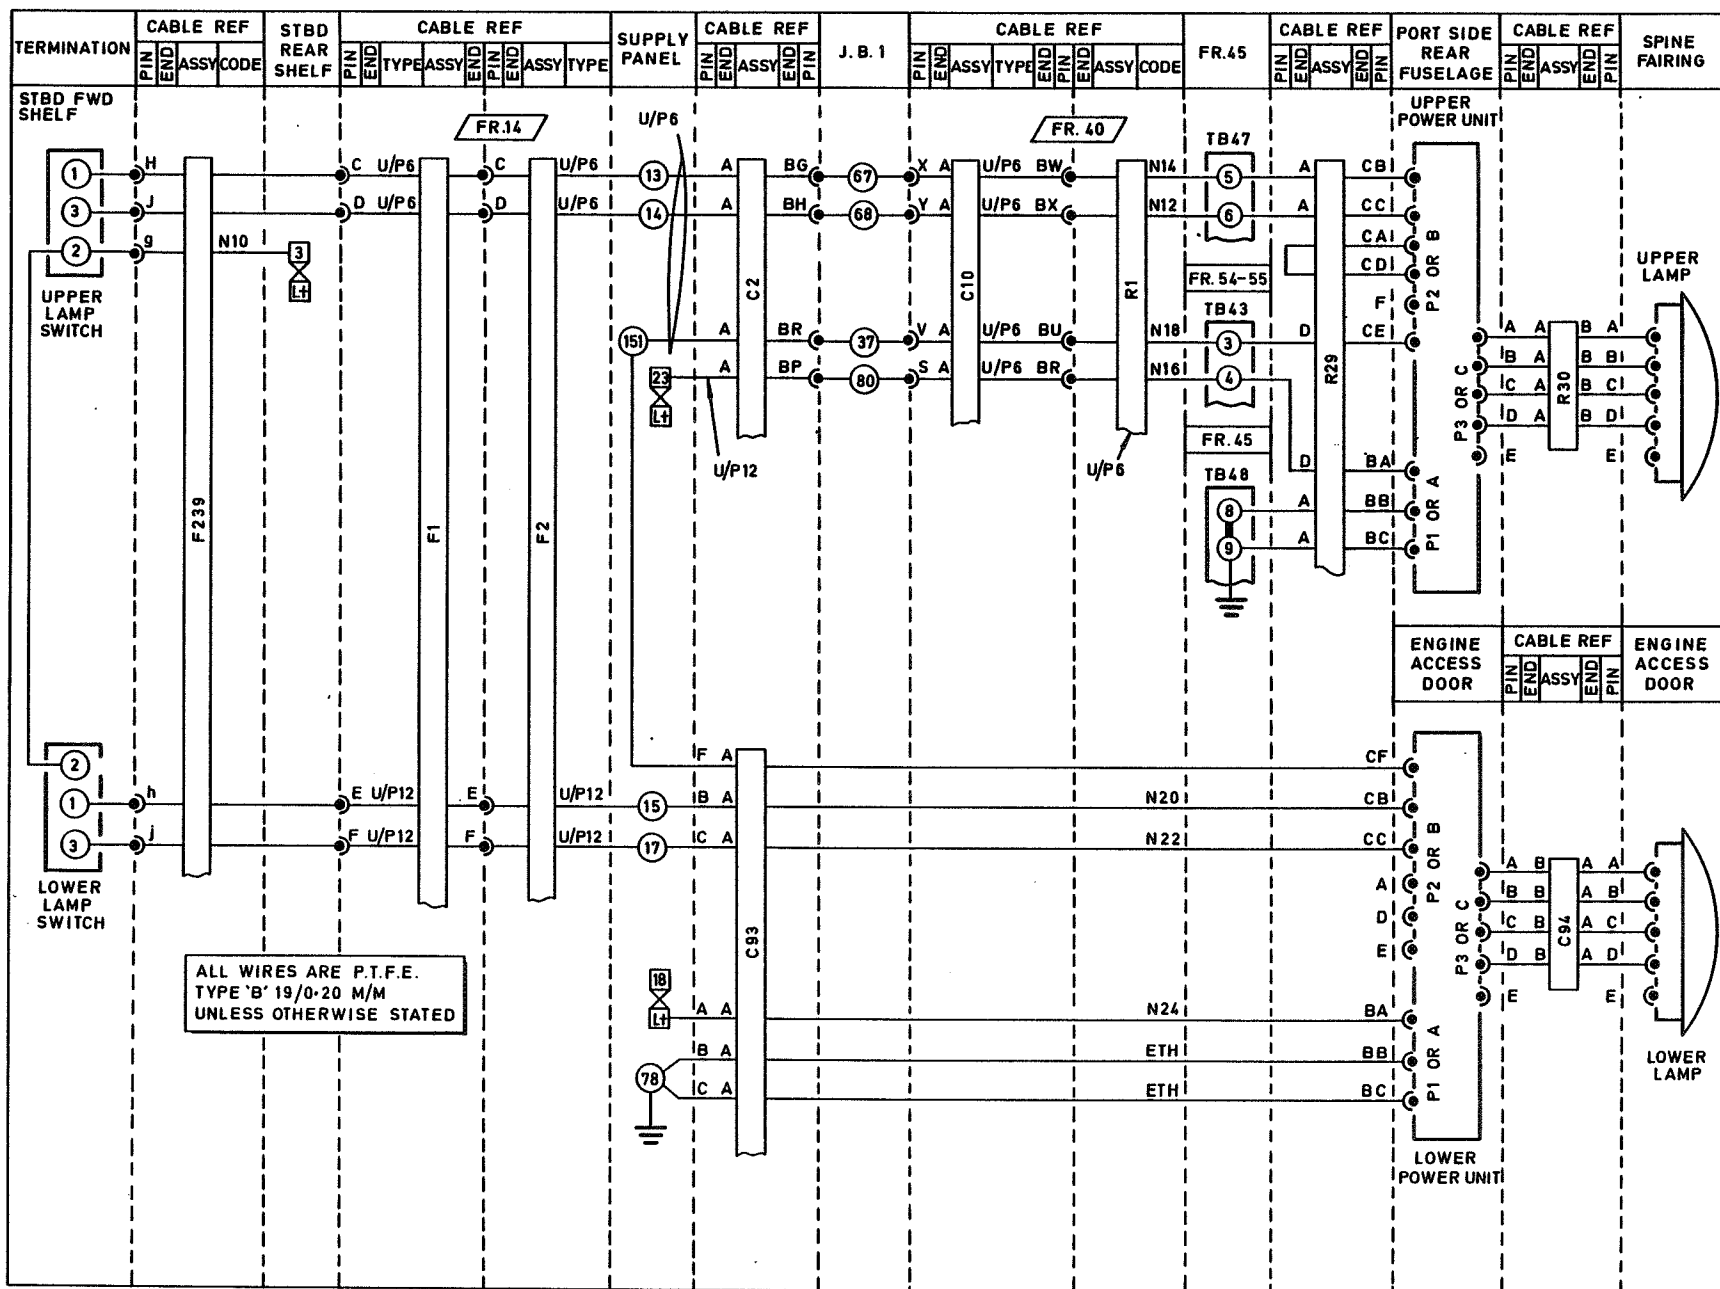 TERMINATION
CABLE REF
PIN END ASSY CODE
STBD
REAR
SHELF
CABLE REF
PIN END TYPE ASSY END PIN END ASSY TYPE
SUPPLY
PANEL
CABLE REF
PIN END ASSY END PIN
J.B.1
CABLE REF
PIN END ASSY TYPE END PIN END ASSY CODE
FR.45
CABLE REF
PIN END ASSY END PIN
PORT SIDE
REAR
FUSELAGE
CABLE REF
PIN END ASSY END PIN
SPINE
FAIRING
STBD FWD
SHELF
FR.14
U/P6
FR. 40
TB47
UPPER
POWER UNIT
1 H C U/P6 C U/P6 13 A BG 67 X A U/P6 BW N14 5 A CB
3 J D U/P6 D U/P6 14 A BH 68 Y A U/P6 BX N12 6 A CC
2 g N10 3 L+
CA
CD
F
P2 OR B
UPPER
LAMP
SWITCH
FR. 54-55
TB43
151 A BR 37 V A U/P6 BU N18 3 D CE
23 L+ A BP 80 S A U/P6 BR N16 4
U/P12
U/P6
F239
F1
F2
C2
C10
R1
R29
FR.45
TB48
D BA
8 A BB
9 A BC
P1 OR A
P3 OR C
UPPER
LAMP
A A B A
B A B B
C A B C
D A B D
E E
R30
ENGINE
ACCESS
DOOR
CABLE REF
PIN END ASSY END PIN
ENGINE
ACCESS
DOOR
2 F A CF
1 h E U/P12 E U/P12 15 B A N20 CB
3 j F U/P12 F U/P12 17 C A N22 CC
LOWER
LAMP
SWITCH
A
D
E
P2 OR B
P3 OR C
A B A A
B B A B
C B A C
D B A D
E E
C94
C93
ALL WIRES ARE P.T.F.E.
TYPE 'B' 19/0·20 M/M
UNLESS OTHERWISE STATED
18 L+ A A N24 BA
B A ETH BB
78
C A ETH BC
P1 OR A
LOWER
LAMP
LOWER
POWER UNIT